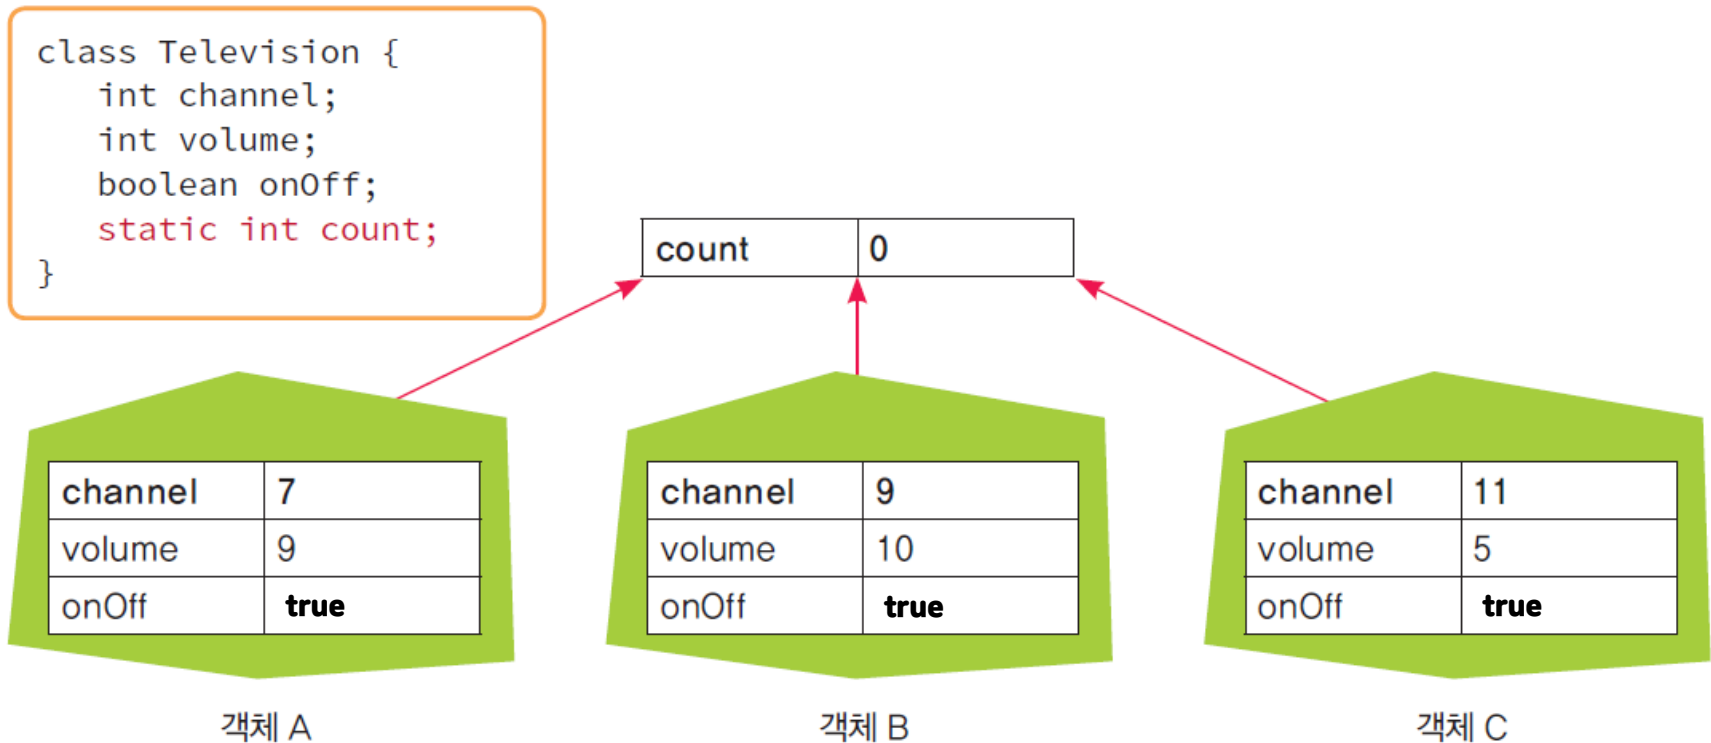 class Television {
int channel;
int volume;
boolean onOff;
static int count;
}
count 0
channel 7
volume 9
onOff true
객체 A
channel 9
volume 10
onOff true
객체 B
channel 11
volume 5
onOff true
객체 C